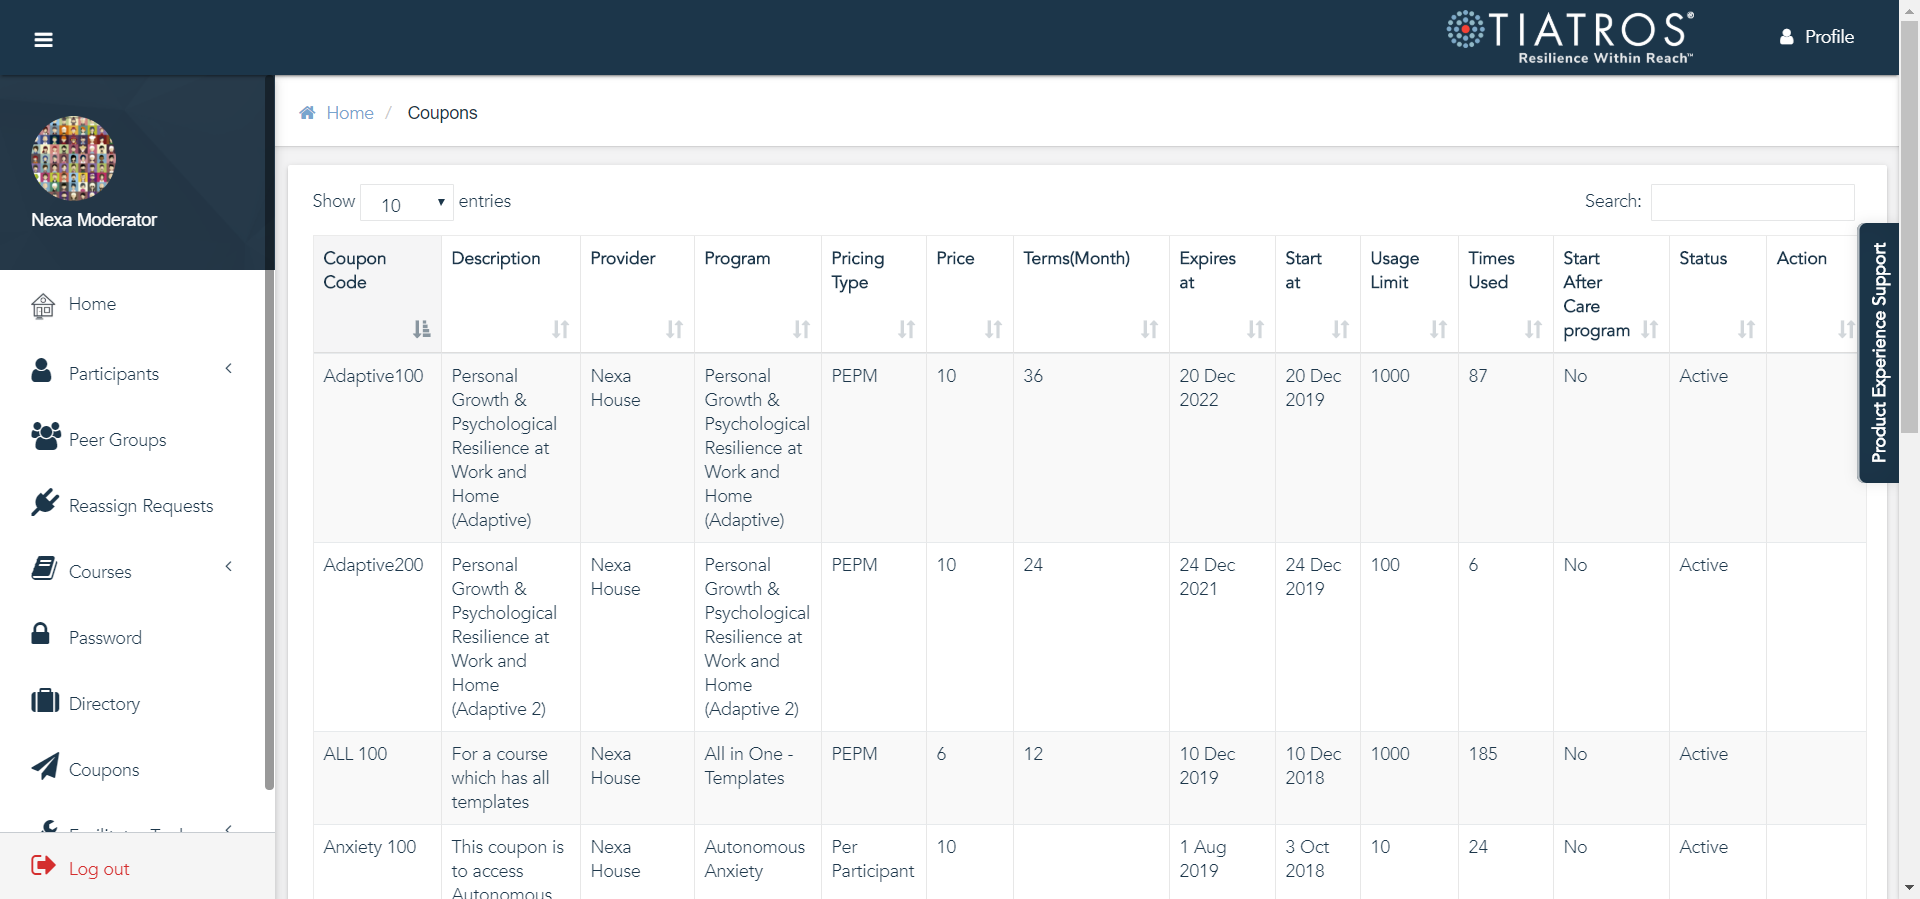 TIATROS®
Resilience Within Reach™
Profile
Nexa Moderator
Home
Participants
Peer Groups
Reassign Requests
Courses
Password
Directory
Coupons
Log out
Home / Coupons
Show 10 entries
Search:
Coupon Code
Description
Provider
Program
Pricing Type
Price
Terms(Month)
Expires at
Start at
Usage Limit
Times Used
Start After Care program
Status
Action
Adaptive100
Personal Growth & Psychological Resilience at Work and Home (Adaptive)
Nexa House
Personal Growth & Psychological Resilience at Work and Home (Adaptive)
PEPM
10
36
20 Dec 2022
20 Dec 2019
1000
87
No
Active
Adaptive200
Personal Growth & Psychological Resilience at Work and Home (Adaptive 2)
Nexa House
Personal Growth & Psychological Resilience at Work and Home (Adaptive 2)
PEPM
10
24
24 Dec 2021
24 Dec 2019
100
6
No
Active
ALL 100
For a course which has all templates
Nexa House
All in One - Templates
PEPM
6
12
10 Dec 2019
10 Dec 2018
1000
185
No
Active
Anxiety 100
This coupon is to access Autonomous
Nexa House
Autonomous Anxiety
Per Participant
10
1 Aug 2019
3 Oct 2018
10
24
No
Active
Product Experience Support